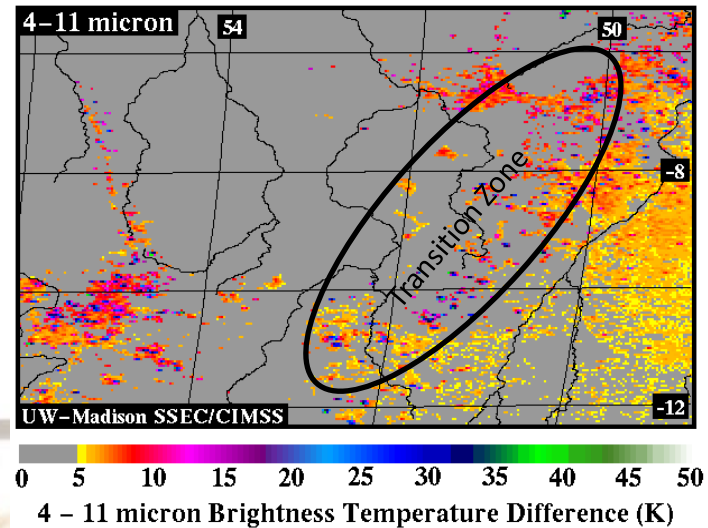 4–11 micron
54
50
Transition Zone
-8
-12
UW–Madison SSEC/CIMSS
0 5 10 15 20 25 30 35 40 45 50
4 – 11 micron Brightness Temperature Difference (K)